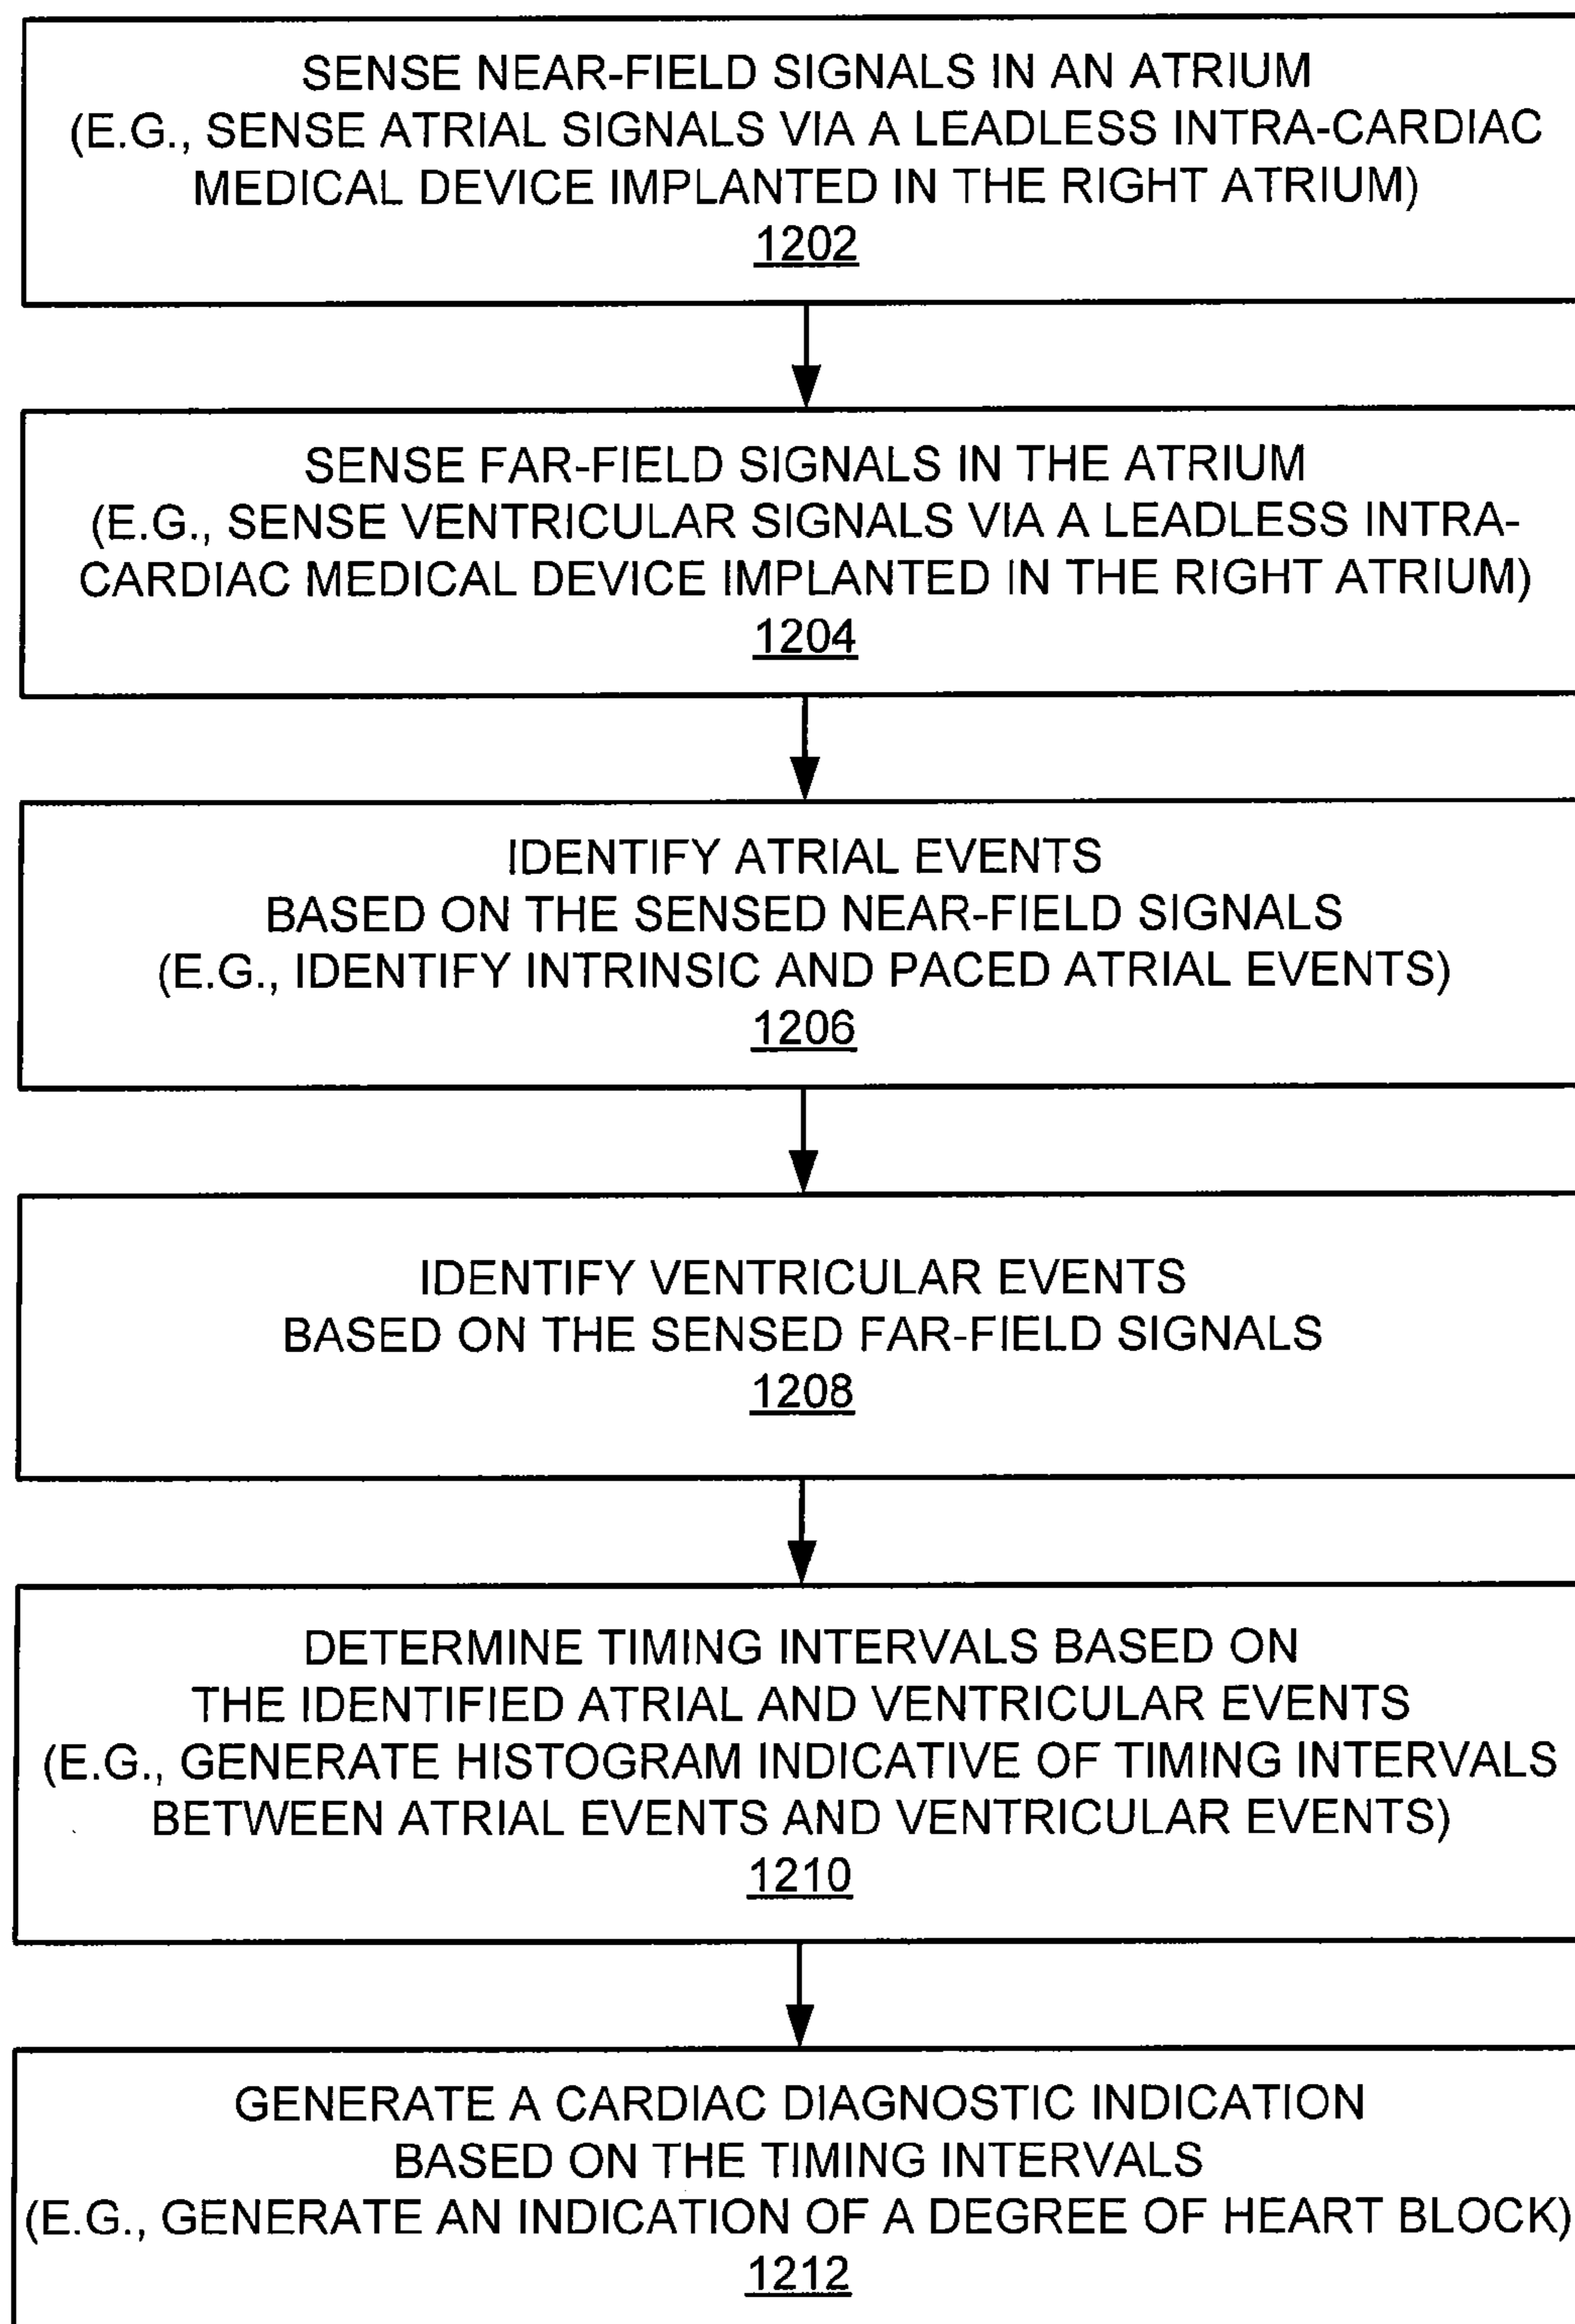 SENSE NEAR-FIELD SIGNALS IN AN ATRIUM
(E.G., SENSE ATRIAL SIGNALS VIA A LEADLESS INTRA-CARDIAC
MEDICAL DEVICE IMPLANTED IN THE RIGHT ATRIUM)
1202
SENSE FAR-FIELD SIGNALS IN THE ATRIUM
(E.G., SENSE VENTRICULAR SIGNALS VIA A LEADLESS INTRA-
CARDIAC MEDICAL DEVICE IMPLANTED IN THE RIGHT ATRIUM)
1204
IDENTIFY ATRIAL EVENTS
BASED ON THE SENSED NEAR-FIELD SIGNALS
(E.G., IDENTIFY INTRINSIC AND PACED ATRIAL EVENTS)
1206
IDENTIFY VENTRICULAR EVENTS
BASED ON THE SENSED FAR-FIELD SIGNALS
1208
DETERMINE TIMING INTERVALS BASED ON
THE IDENTIFIED ATRIAL AND VENTRICULAR EVENTS
(E.G., GENERATE HISTOGRAM INDICATIVE OF TIMING INTERVALS
BETWEEN ATRIAL EVENTS AND VENTRICULAR EVENTS)
1210
GENERATE A CARDIAC DIAGNOSTIC INDICATION
BASED ON THE TIMING INTERVALS
(E.G., GENERATE AN INDICATION OF A DEGREE OF HEART BLOCK)
1212